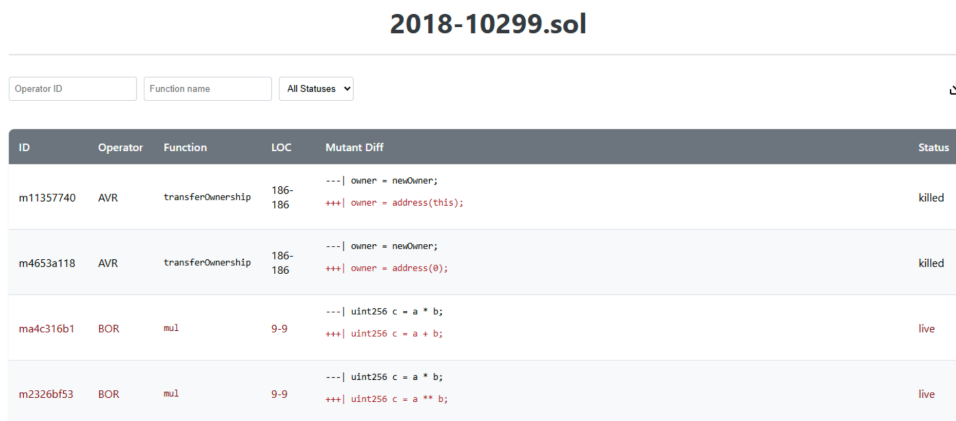 2018-10299.sol
Operator ID Function name All Statuses
ID Operator Function LOC Mutant Diff Status
---| owner = newOwner;
m11357740 AVR transferOwnership 186-186 killed
+++| owner = address(this);
---| owner = newOwner;
m4653a118 AVR transferOwnership 186-186 killed
+++| owner = address(0);
---| uint256 c = a * b;
ma4c316b1 BOR mul 9-9 live
+++| uint256 c = a + b;
---| uint256 c = a * b;
m2326bf53 BOR mul 9-9 live
+++| uint256 c = a ** b;